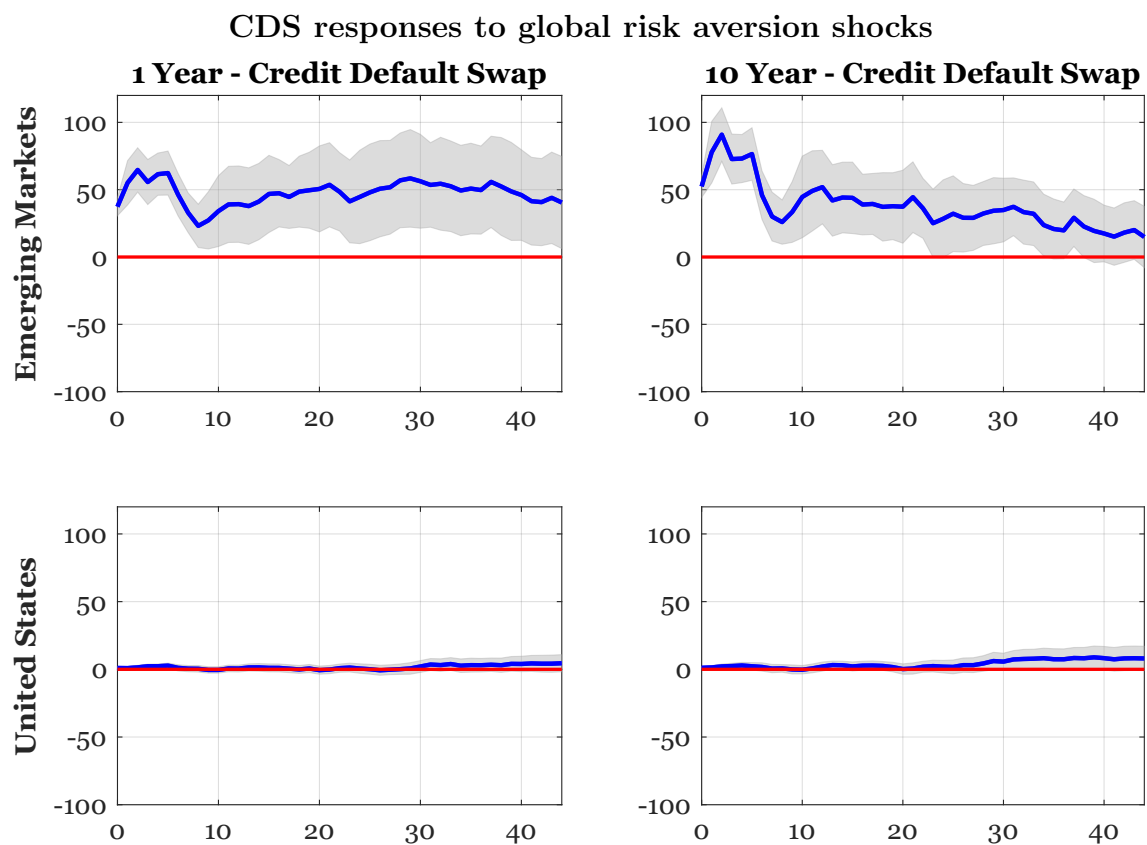 CDS responses to global risk aversion shocks
1 Year - Credit Default Swap
10 Year - Credit Default Swap
Emerging Markets
100
50
0
-50
-100
0 10 20 30 40
100
50
0
-50
-100
0 10 20 30 40
United States
100
50
0
-50
-100
0 10 20 30 40
100
50
0
-50
-100
0 10 20 30 40